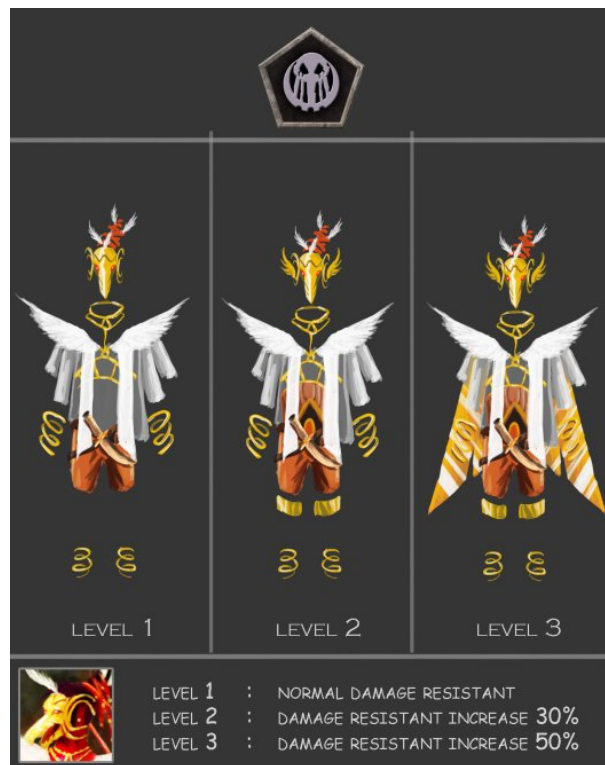 LEVEL 1 LEVEL 2 LEVEL 3
LEVEL 1 : NORMAL DAMAGE RESISTANT
LEVEL 2 : DAMAGE RESISTANT INCREASE 30%
LEVEL 3 : DAMAGE RESISTANT INCREASE 50%